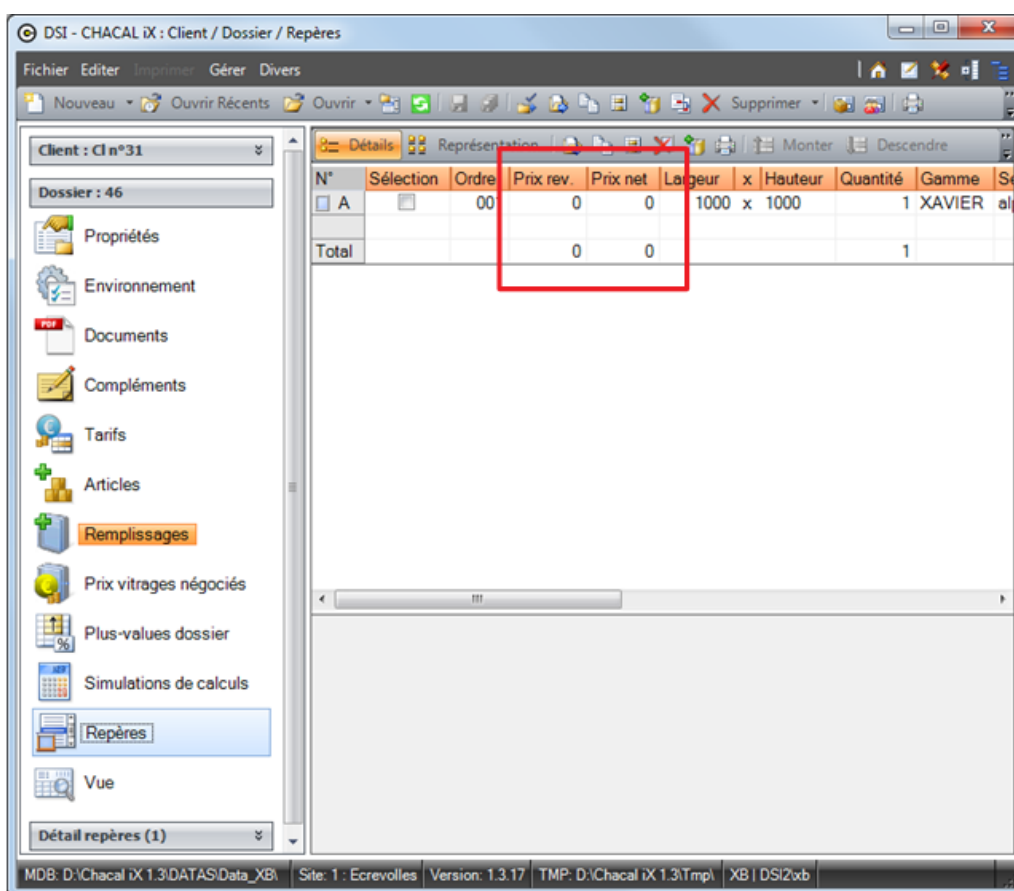 DSI - CHACAL iX : Client / Dossier / Repères
Fichier Editer Imprimer Gérer Divers
Nouveau Ouvrir Récents Ouvrir Supprimer
Client : Cl n°31
Dossier : 46
Propriétés
Environnement
PDF
Documents
Compléments
Tarifs
Articles
Remplissages
Prix vitrages négociés
%
Plus-values dossier
Simulations de calculs
Repères
Vue
Détail repères (1)
Détails Représentation Monter Descendre
N° Sélection Ordre Prix rev. Prix net Largeur x Hauteur Quantité Gamme
A 001 0 0 1000 x 1000 1 XAVIER
Total 0 0 1
MDB: D:\Chacal iX 1.3\DATAS\Data_XB\ Site: 1 : Ecrevolles Version: 1.3.17 TMP: D:\Chacal iX 1.3\Tmp\ XB | DSI2\xb